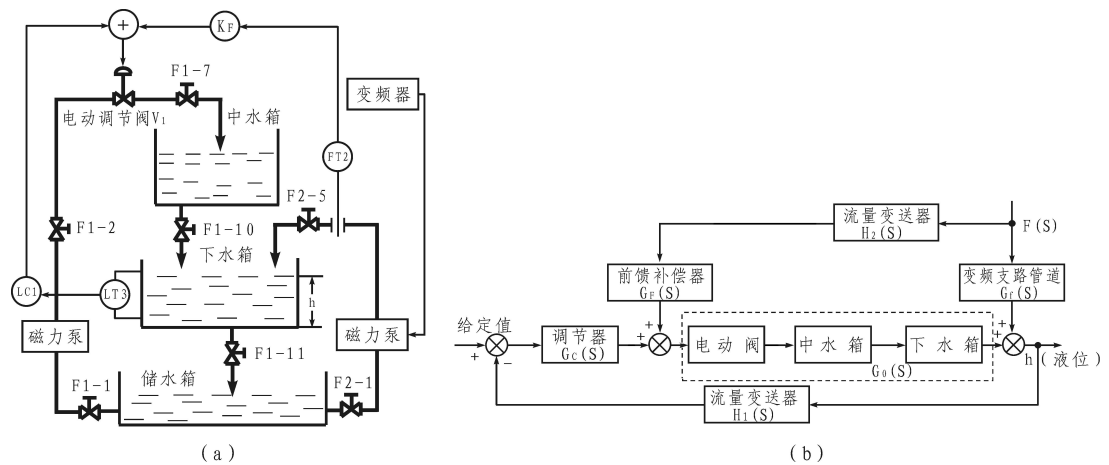 +
KF
F1-7
变频器
电动调节阀V1
中水箱
FT2
F2-5
F1-2
F1-10
下水箱
LC1
LT3
h
磁力泵
磁力泵
F1-11
储水箱
F1-1
F2-1
(a)
流量变送器
H2(S)
F(S)
前馈补偿器
GF(S)
变频支路管道
Gf(S)
给定值
+
−
调节器
GC(S)
+
+
电动阀
中水箱
下水箱
G0(S)
+
+
h(液位)
流量变送器
H1(S)
(b)